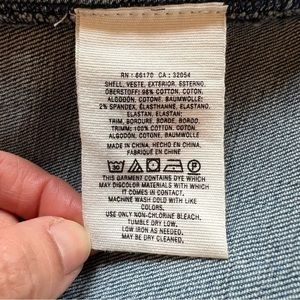 RN : 66170 CA : 32054
SHELL, VESTE, EXTERIOR, ESTERNO,
OBERSTOFF: 98% COTTON, COTON,
ALGODON, COTONE, BAUMWOLLE:
2% SPANDEX, ELASTHANNE, ELASTANO,
ELASTAN, ELASTAN:
TRIM, BORDURE, BORDE, BORDO,
TRIMM: 100% COTTON, COTON,
ALGODON, COTONE, BAUMWOLLE
MADE IN CHINA, HECHO EN CHINA,
FABRIQUÉ EN CHINE
THIS GARMENT CONTAINS DYE WHICH
MAY DISCOLOR MATERIALS WITH WHICH
IT COMES IN CONTACT.
MACHINE WASH COLD WITH LIKE
COLORS.
USE ONLY NON-CHLORINE BLEACH.
TUMBLE DRY LOW.
LOW IRON AS NEEDED.
MAY BE DRY CLEANED.